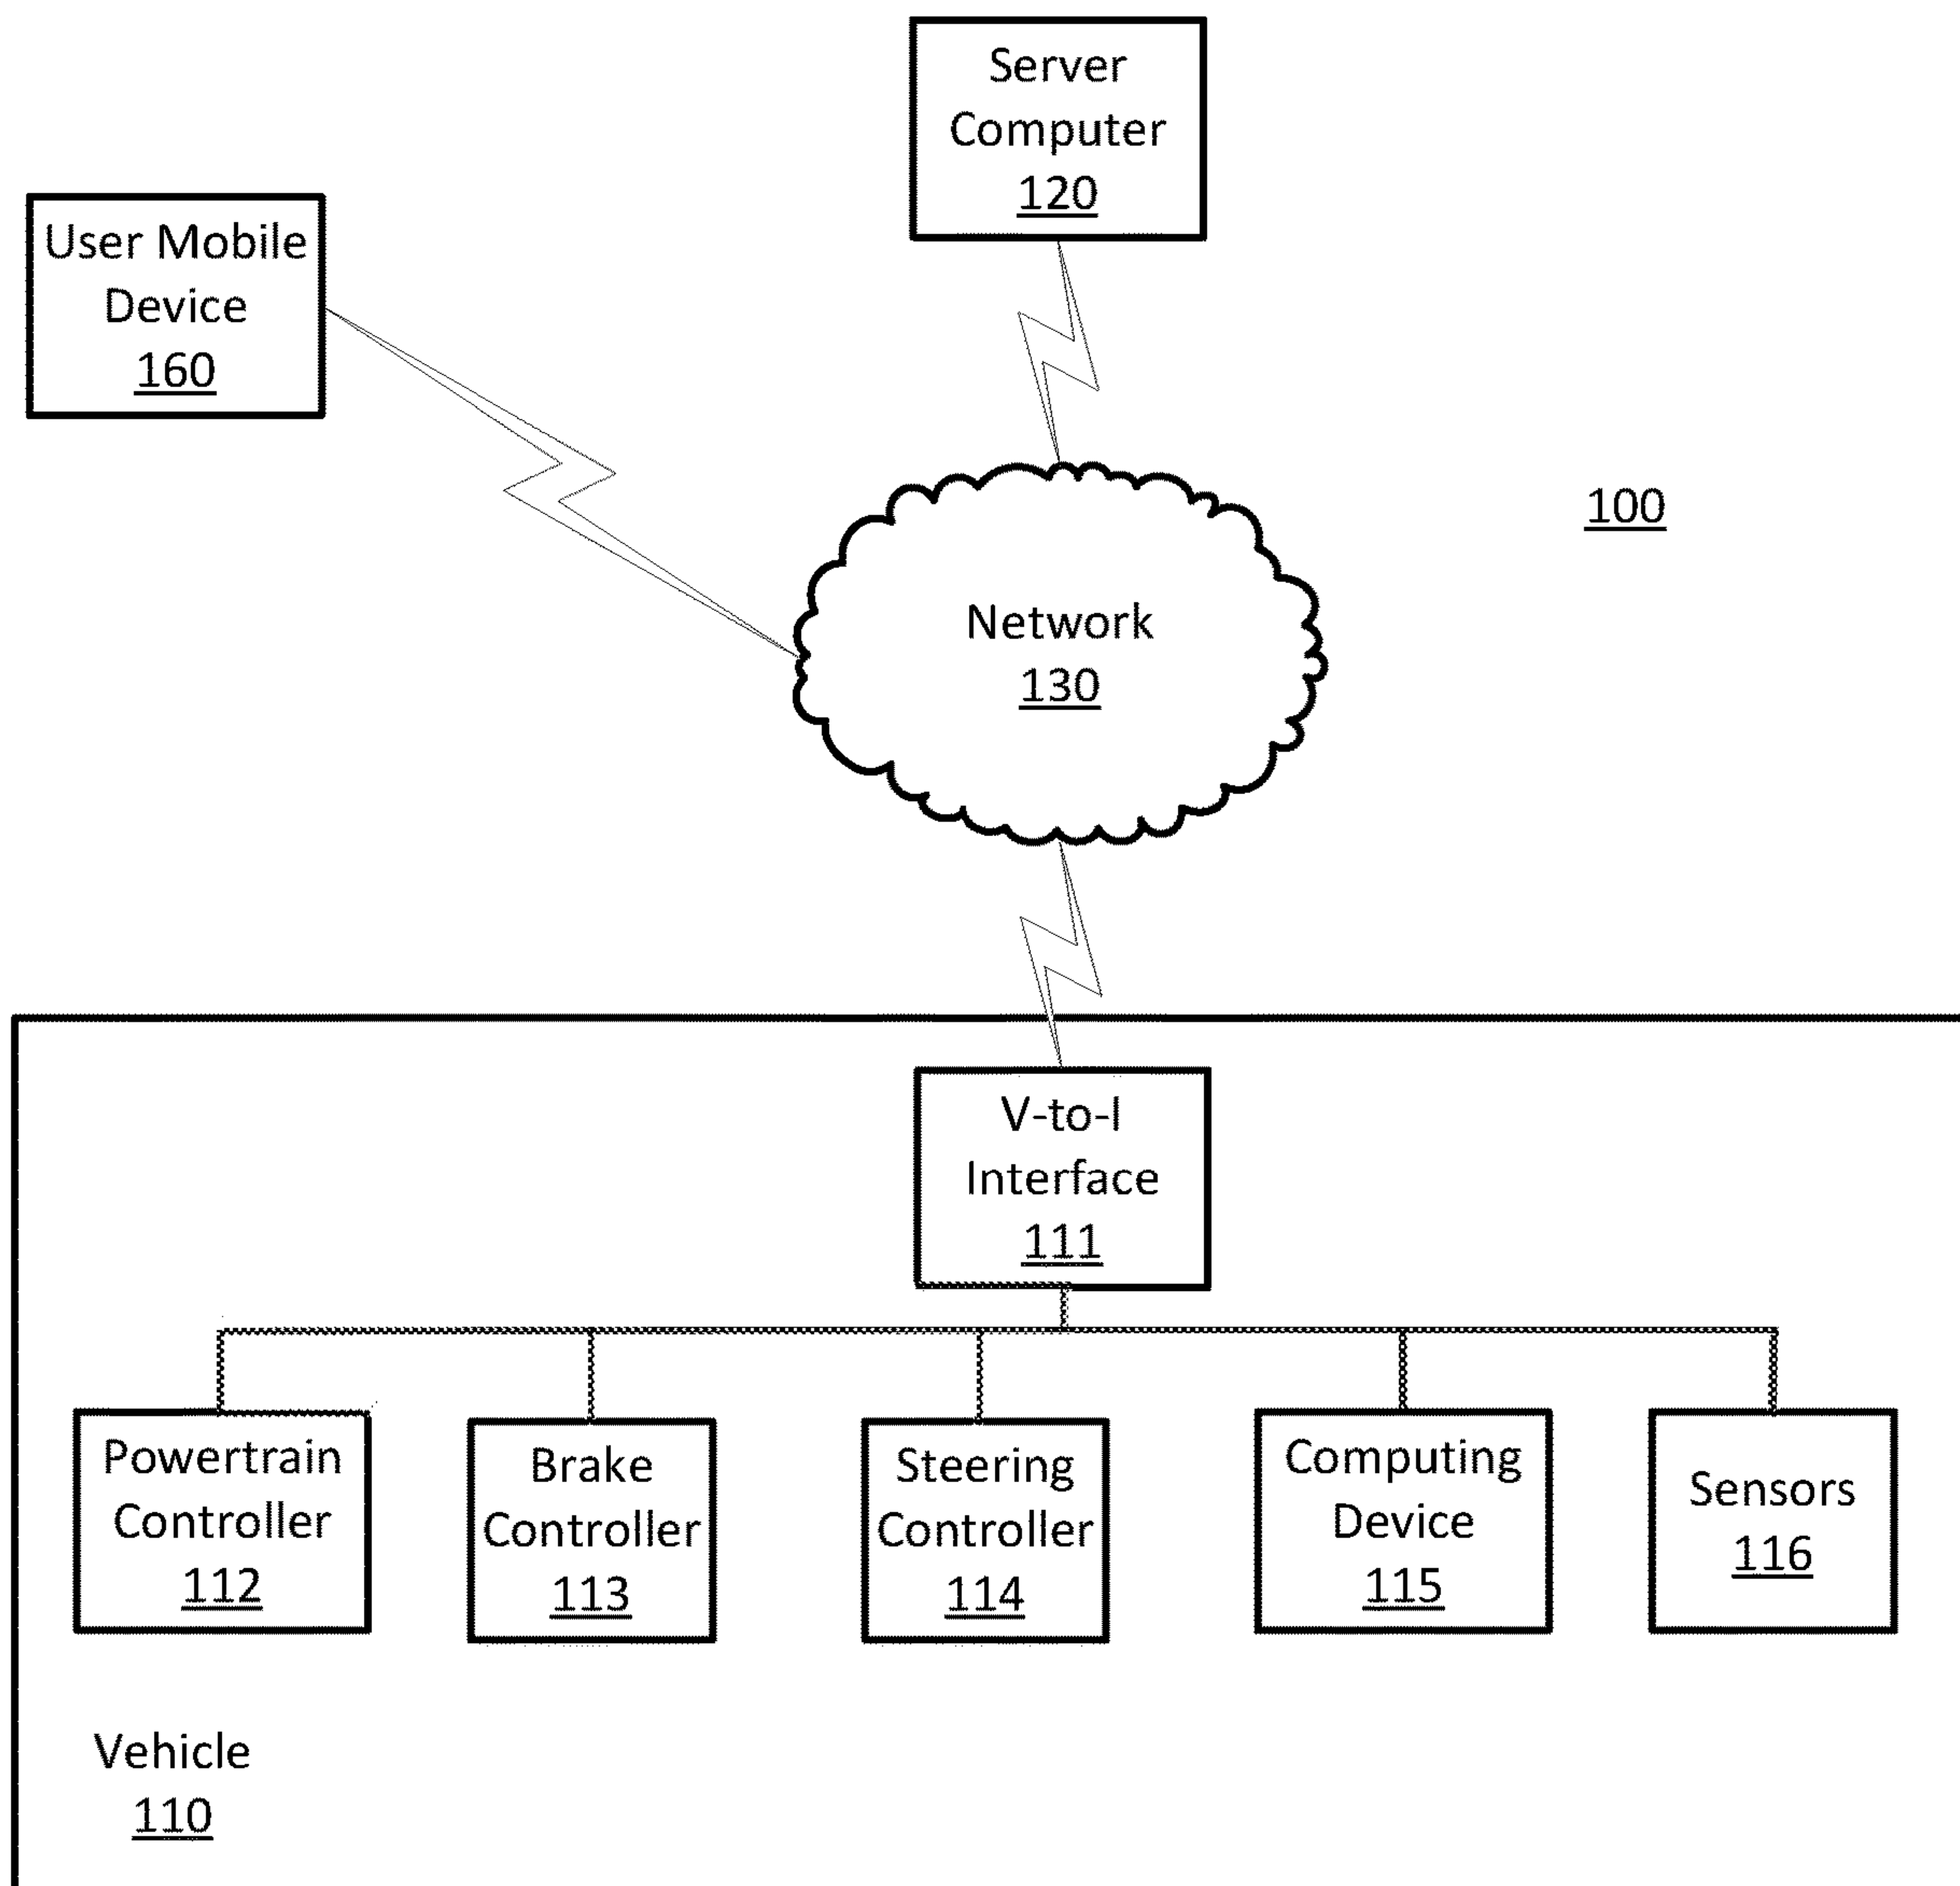 Server
Computer
120
User Mobile
Device
160
100
Network
130
V-to-I
Interface
111
Powertrain
Controller
112
Brake
Controller
113
Steering
Controller
114
Computing
Device
115
Sensors
116
Vehicle
110